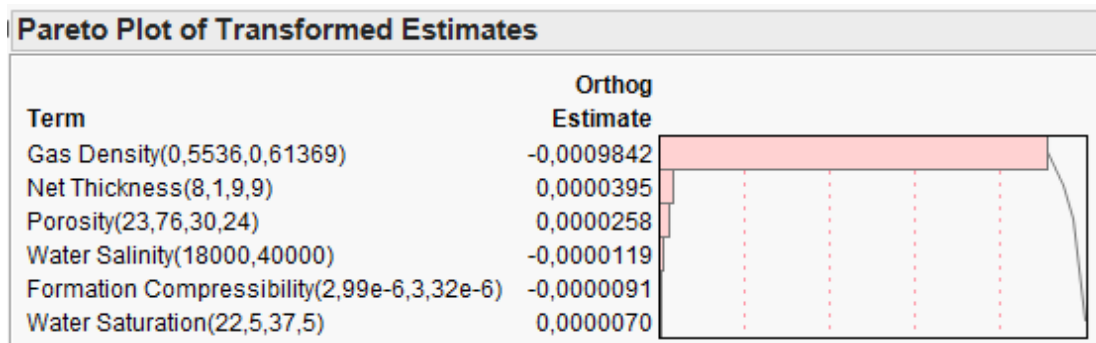 Pareto Plot of Transformed Estimates
Orthog
Term Estimate
Gas Density(0,5536,0,61369) -0,0009842
Net Thickness(8,1,9,9) 0,0000395
Porosity(23,76,30,24) 0,0000258
Water Salinity(18000,40000) -0,0000119
Formation Compressibility(2,99e-6,3,32e-6) -0,0000091
Water Saturation(22,5,37,5) 0,0000070